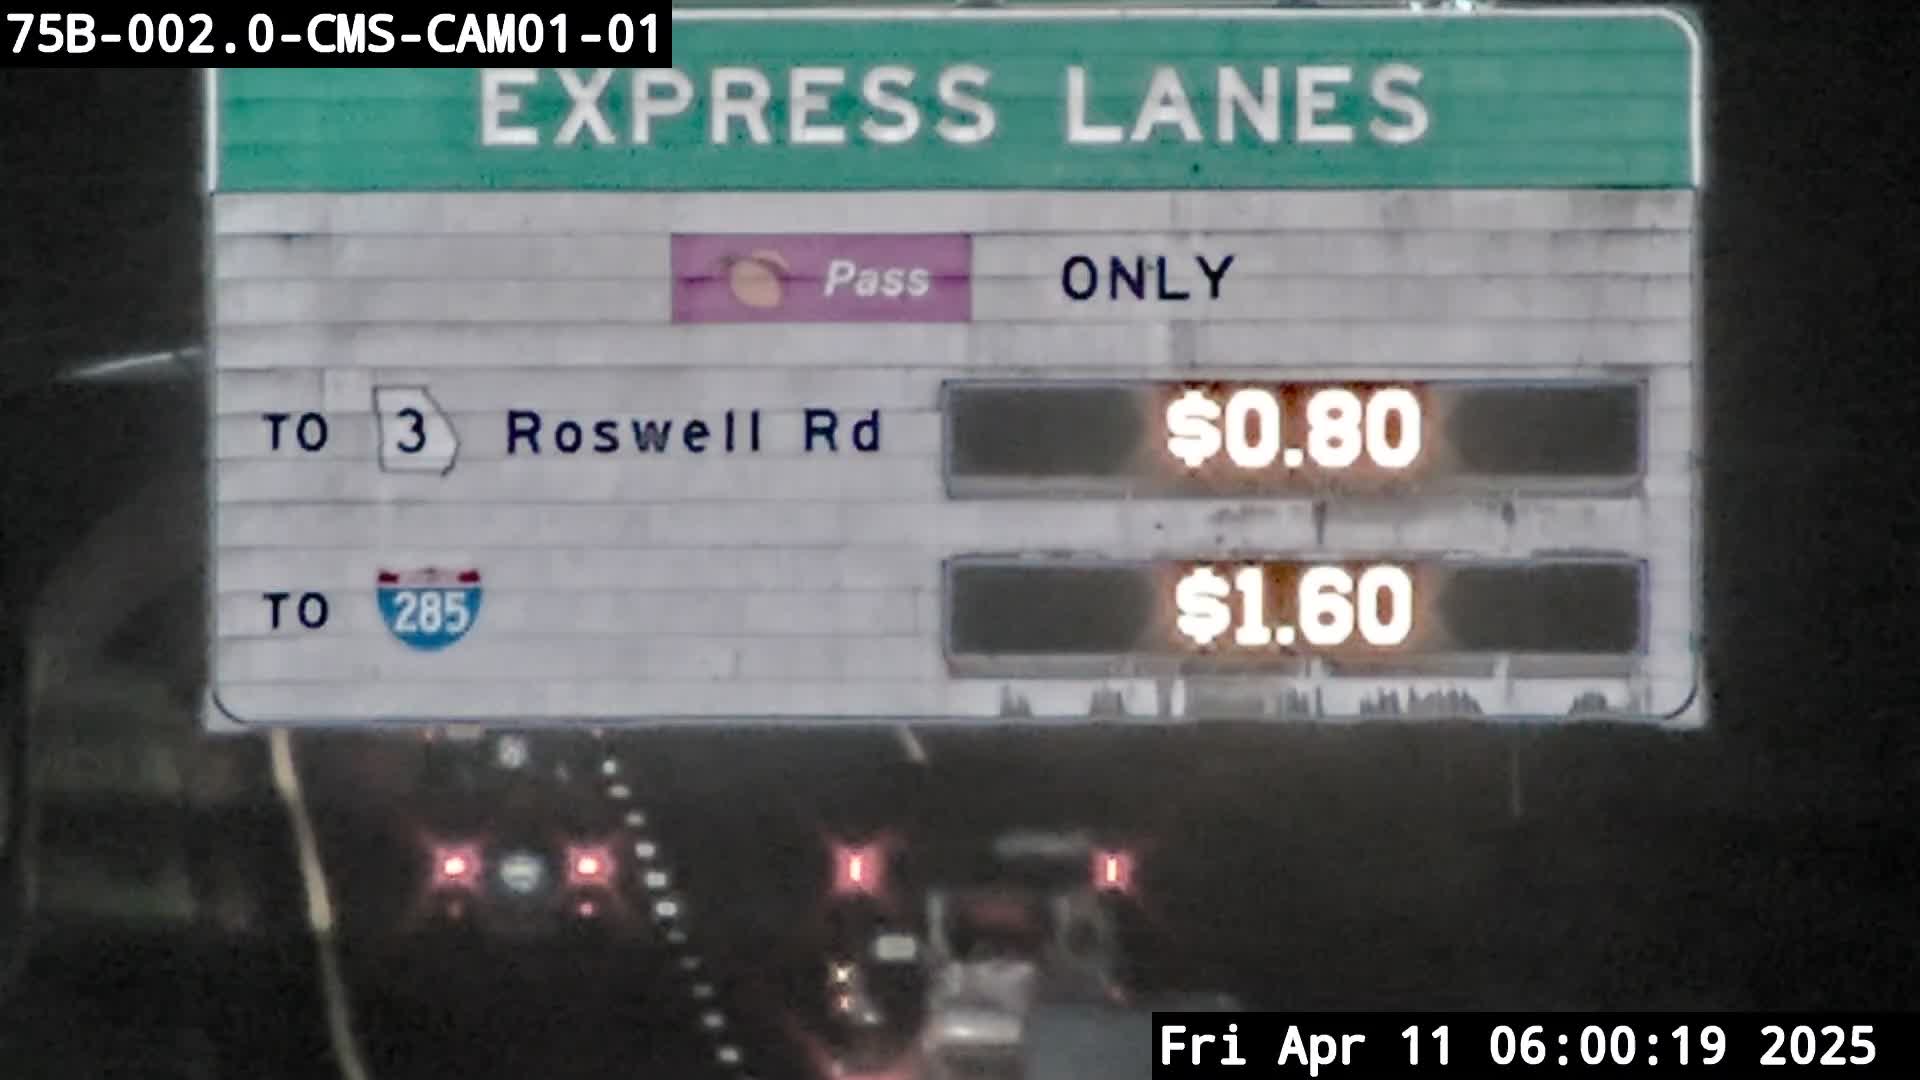 75B-002.0-CMS-CAM01-01
EXPRESS LANES
Pass ONLY
TO 3 Roswell Rd $0.80
TO 285 $1.60
Fri Apr 11 06:00:19 2025